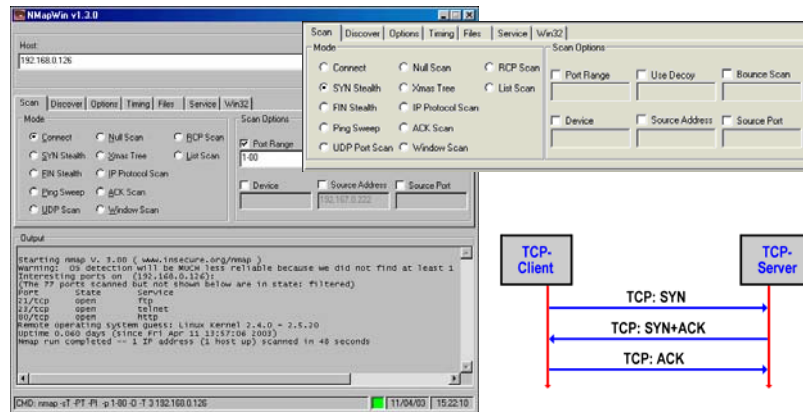 NMapWin v1.3.0
Host:
192.168.0.126
Scan Discover Options Timing Files Service Win32
Mode
Connect Null Scan RCP Scan
SYN Stealth Xmas Tree List Scan
FIN Stealth IP Protocol Scan
Ping Sweep ACK Scan
UDP Scan Window Scan
Scan Options
Port Range
1-00
Device Source Address Source Port
192.167.0.222
Output
Starting nmap V. 3.00 ( www.insecure.org/nmap )
Warning: OS detection will be MUCH less reliable because we did not find at least 1
Interesting ports on (192.168.0.126):
(The 77 ports scanned but not shown below are in state: filtered)
Port State Service
21/tcp open ftp
23/tcp open telnet
80/tcp open http
Remote operating system guess: Linux Kernel 2.4.0 - 2.5.20
Uptime 0.060 days (since Fri Apr 11 13:57:06 2003)
Nmap run completed -- 1 IP address (1 host up) scanned in 48 seconds
CMD: nmap -sT -PT -PI -p 1-80 -O -T 3 192.168.0.126
11/04/03 15:22:10
Scan Discover Options Timing Files Service Win32
Mode
Connect Null Scan RCP Scan
SYN Stealth Xmas Tree List Scan
FIN Stealth IP Protocol Scan
Ping Sweep ACK Scan
UDP Port Scan Window Scan
Scan Options
Port Range Use Decoy Bounce Scan
Device Source Address Source Port
TCP-
Client
TCP-
Server
TCP: SYN
TCP: SYN+ACK
TCP: ACK